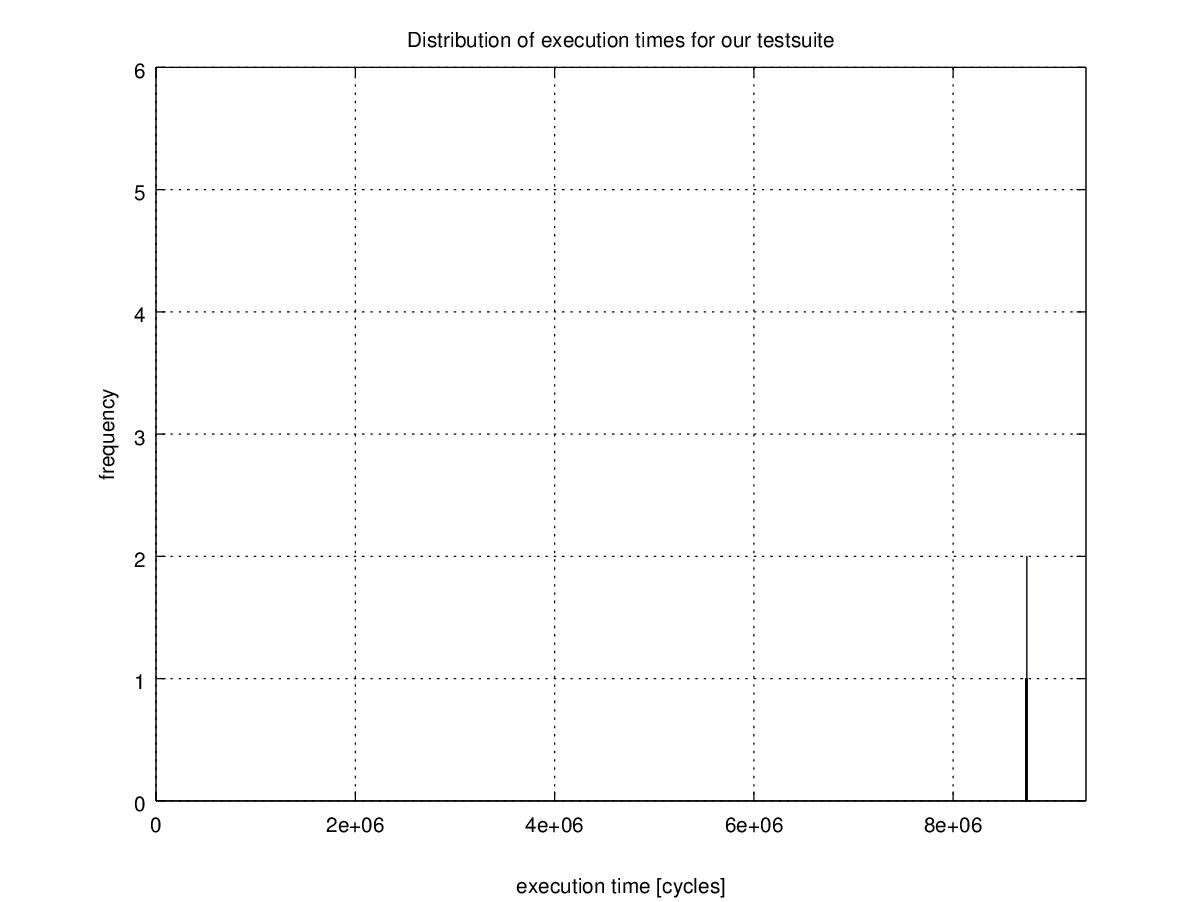 Distribution of execution times for our testsuite
6
5
4
3
2
1
0
frequency
0 2e+06 4e+06 6e+06 8e+06
execution time [cycles]